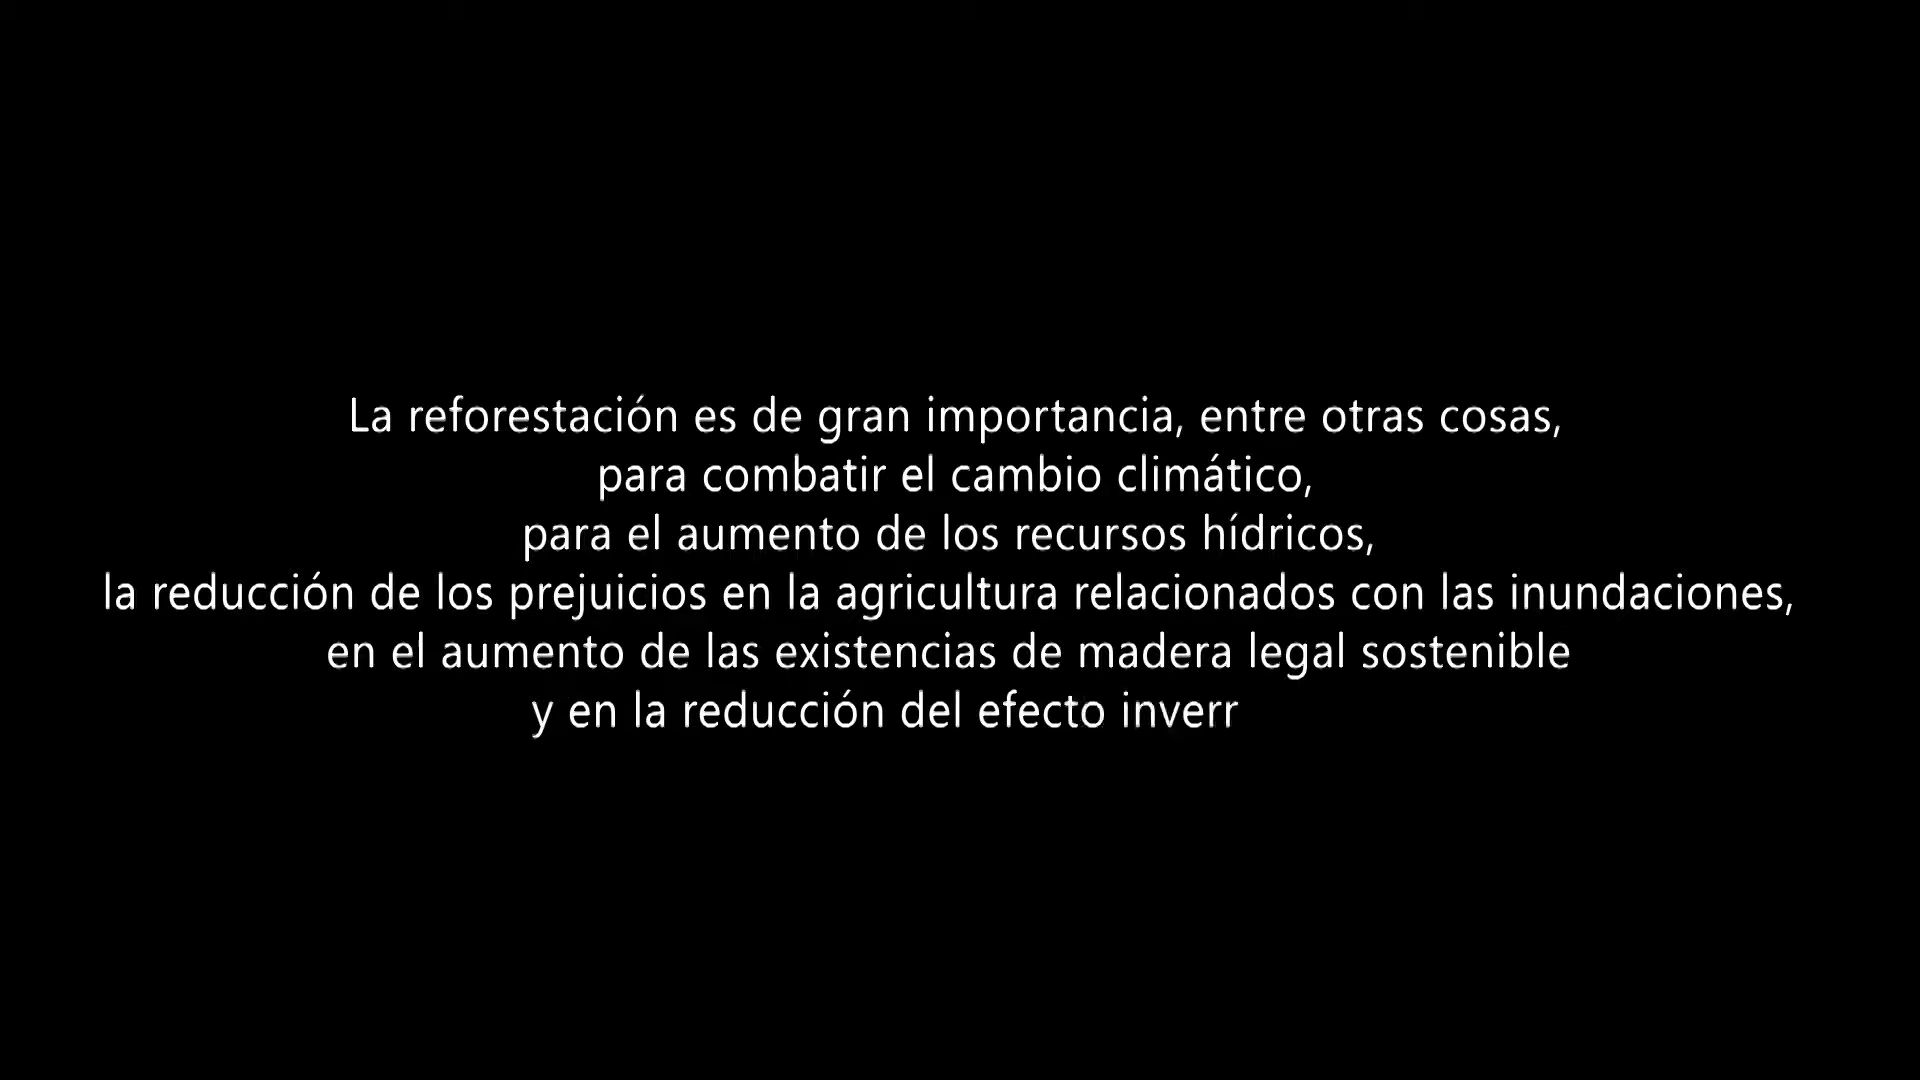 La reforestación es de gran importancia, entre otras cosas,
para combatir el cambio climático,
para el aumento de los recursos hídricos,
la reducción de los prejuicios en la agricultura relacionados con las inundaciones,
en el aumento de las existencias de madera legal sostenible
y en la reducción del efecto inverr